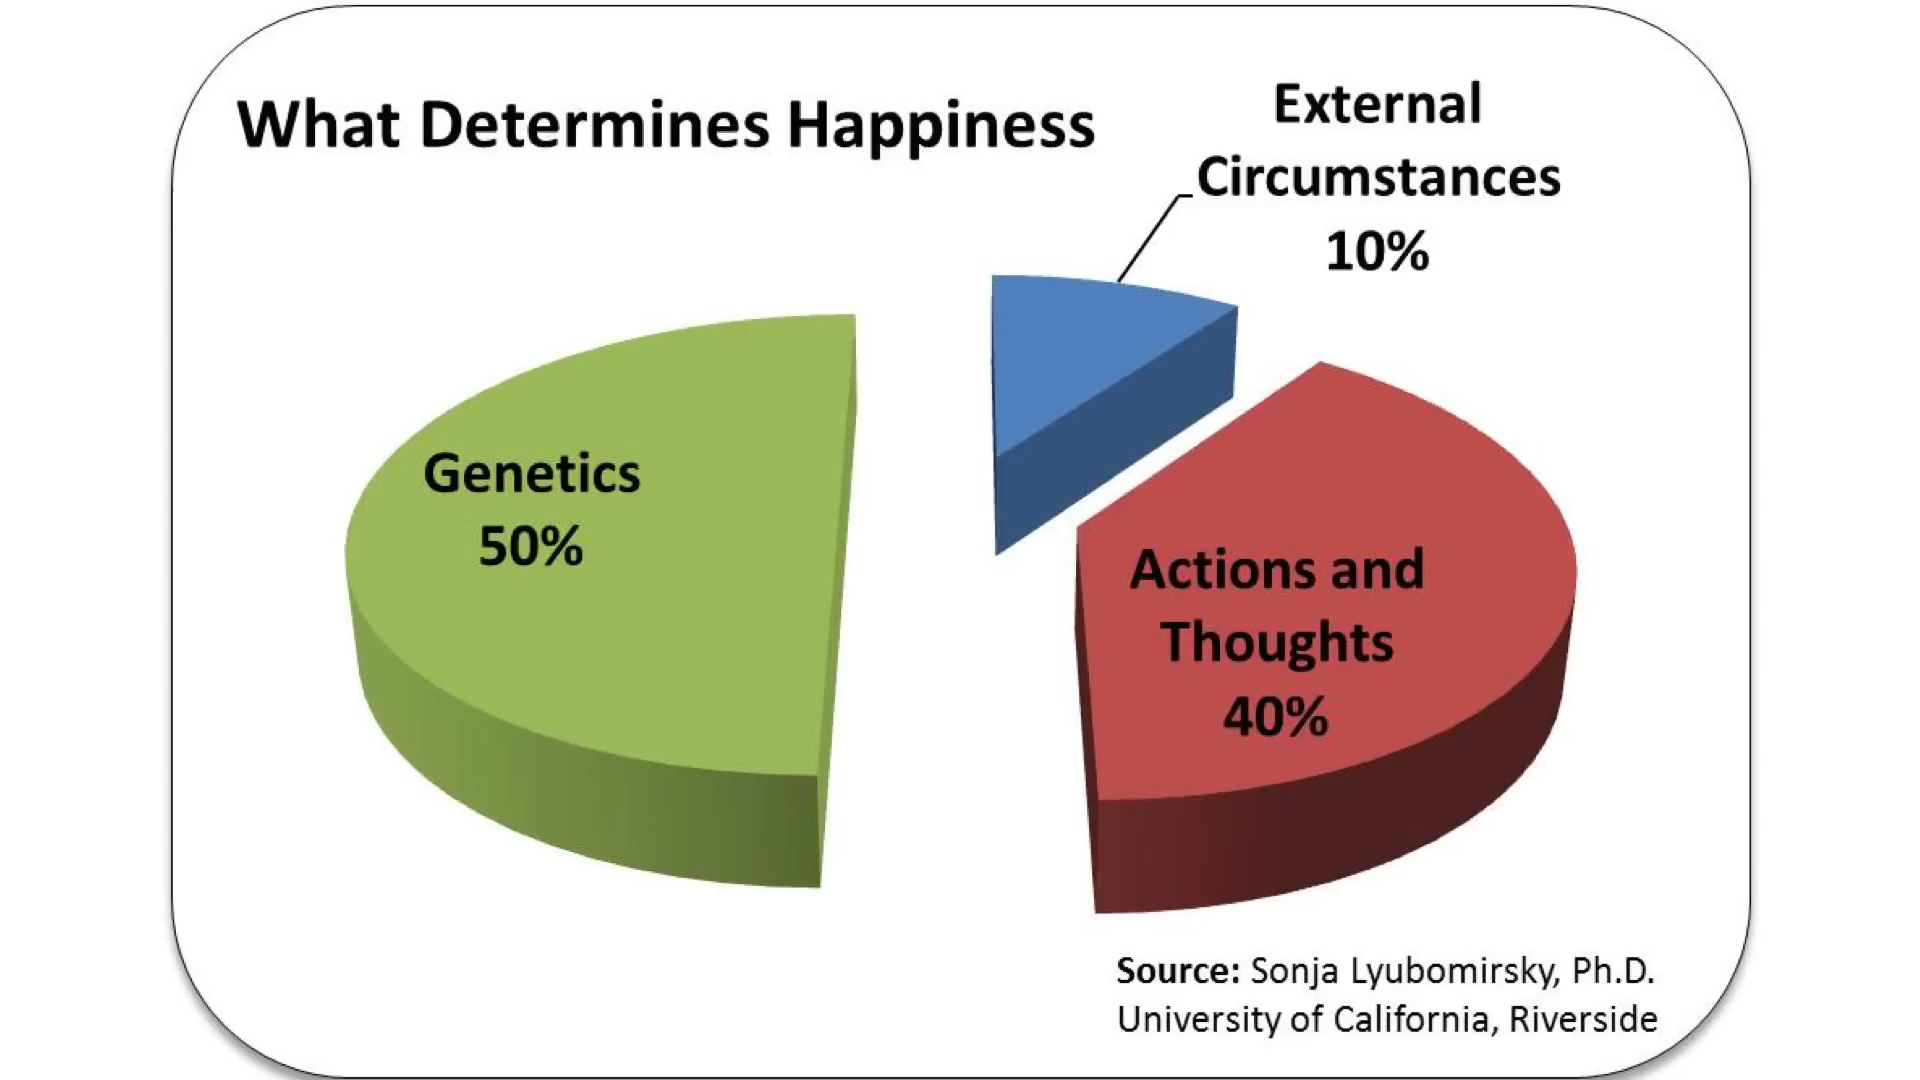 What Determines Happiness
External
Circumstances
10%
Genetics
50%
Actions and
Thoughts
40%
Source: Sonja Lyubomirsky, Ph.D.
University of California, Riverside